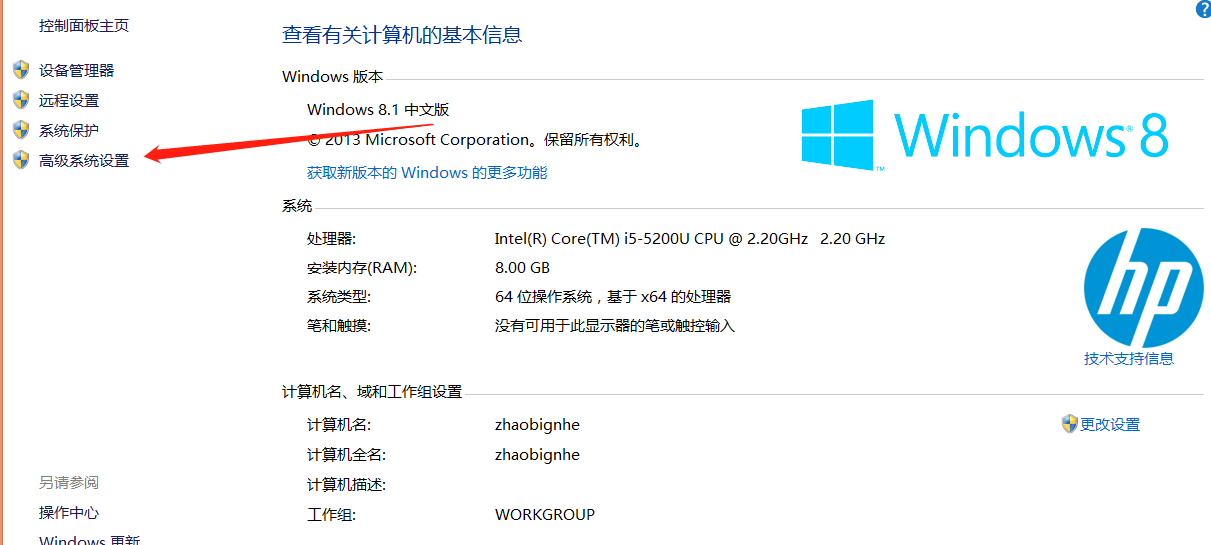 控制面板主页
设备管理器
远程设置
系统保护
高级系统设置
查看有关计算机的基本信息
Windows 版本
Windows 8.1 中文版
© 2013 Microsoft Corporation。保留所有权利。
获取新版本的 Windows 的更多功能
Windows® 8
™
系统
处理器: Intel(R) Core(TM) i5-5200U CPU @ 2.20GHz 2.20 GHz
安装内存(RAM): 8.00 GB
系统类型: 64 位操作系统，基于 x64 的处理器
笔和触摸: 没有可用于此显示器的笔或触控输入
hp
技术支持信息
计算机名、域和工作组设置
计算机名: zhaobignhe
更改设置
计算机全名: zhaobignhe
计算机描述:
工作组: WORKGROUP
另请参阅
操作中心
Windows 更新
?